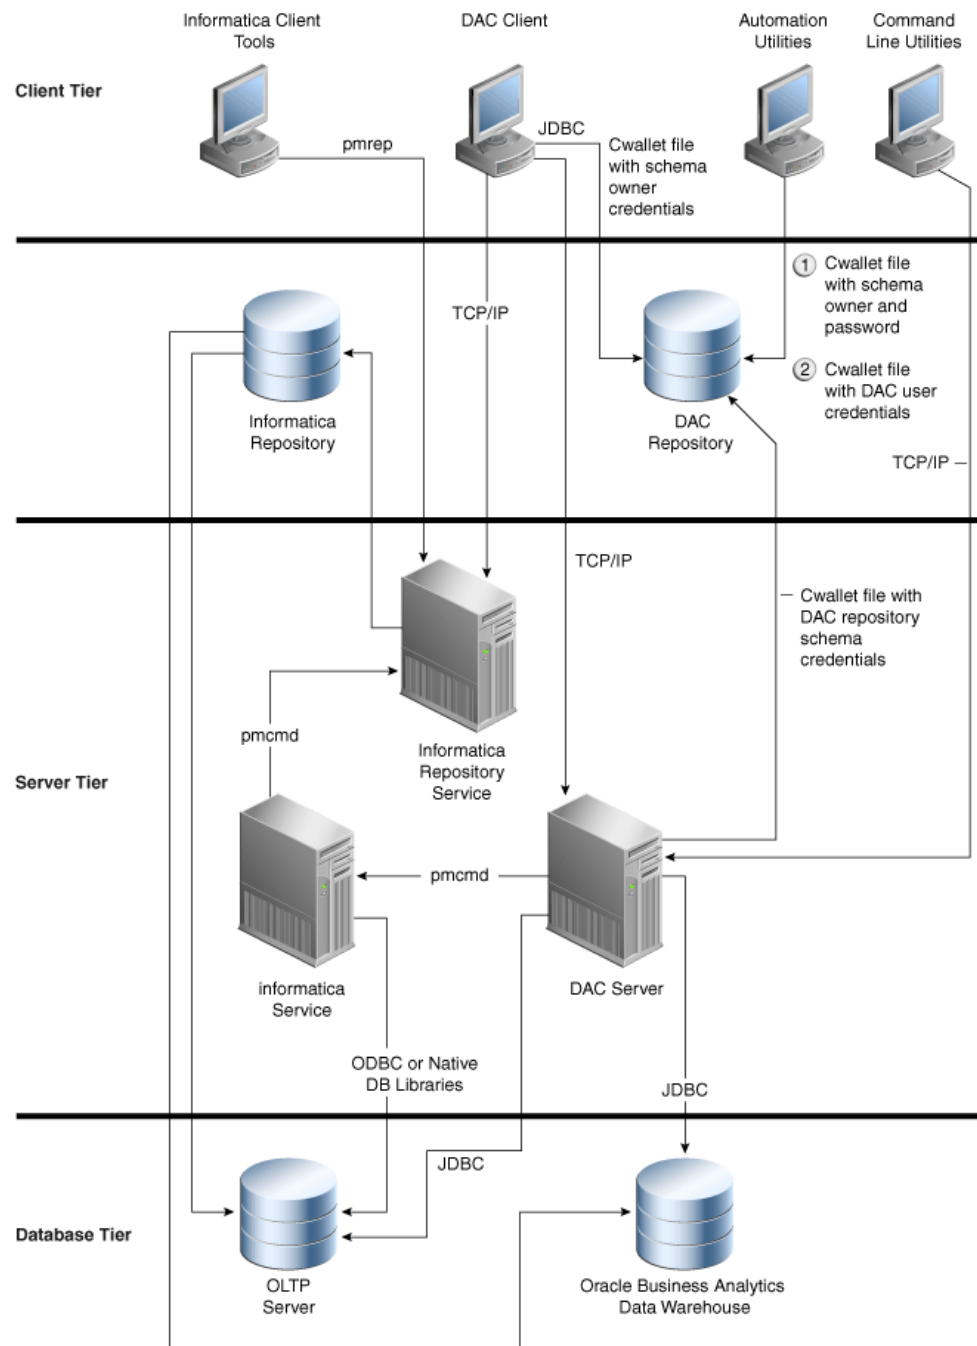 Informatica Client
Tools
DAC Client
Automation
Utilities
Command
Line Utilities
Client Tier
pmrep
JDBC
Cwallet file
with schema
owner
credentials
1 Cwallet file
with schema
owner and
password
TCP/IP
2 Cwallet file
with DAC user
credentials
Informatica
Repository
DAC
Repository
TCP/IP
TCP/IP
Cwallet file with
DAC repository
schema
credentials
pmcmd
Informatica
Repository
Service
Server Tier
pmcmd
informatica
Service
DAC Server
ODBC or Native
DB Libraries
JDBC
JDBC
Database Tier
OLTP
Server
Oracle Business Analytics
Data Warehouse